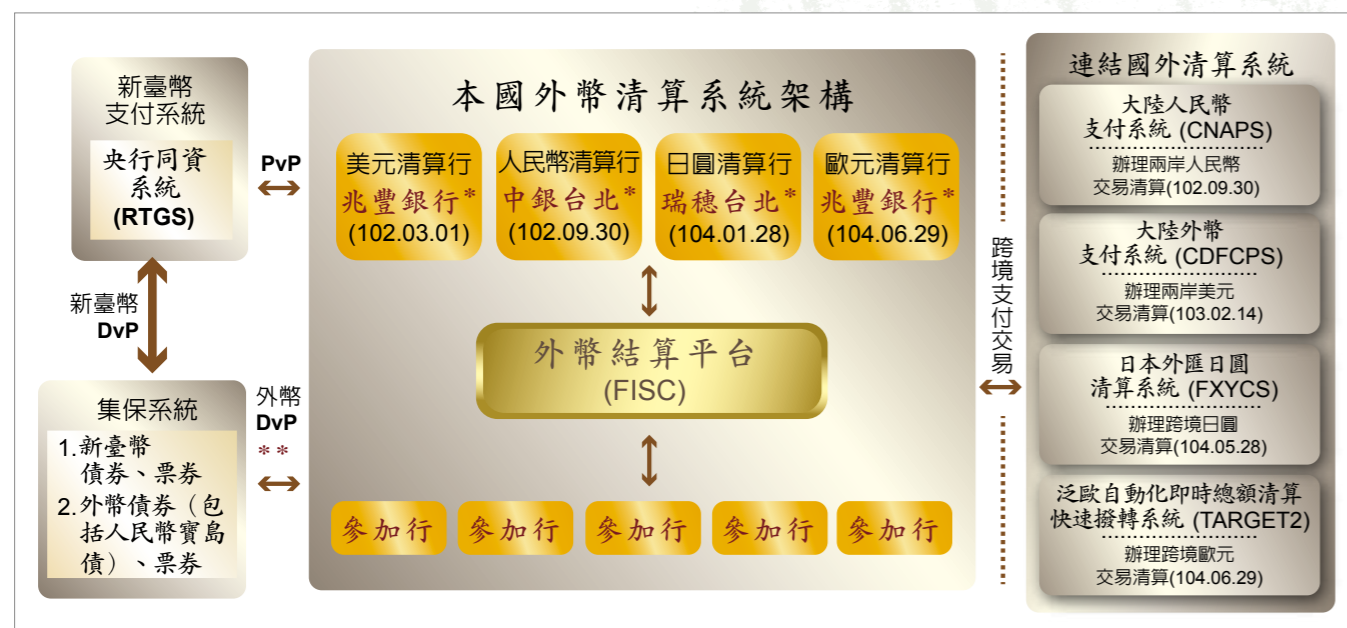 新臺幣
支付系統
央行同資
系統
(RTGS)
PvP
新臺幣
DvP
集保系統
1.新臺幣
債券、票券
2.外幣債券（包
括人民幣寶島
債）、票券
外幣
DvP
**
本國外幣清算系統架構
美元清算行
兆豐銀行*
(102.03.01)
人民幣清算行
中銀台北*
(102.09.30)
日圓清算行
瑞穗台北*
(104.01.28)
歐元清算行
兆豐銀行*
(104.06.29)
外幣結算平台
(FISC)
參加行
參加行
參加行
參加行
參加行
跨境支付交易
連結國外清算系統
大陸人民幣
支付系統 (CNAPS)
辦理兩岸人民幣
交易清算(102.09.30)
大陸外幣
支付系統 (CDFCPS)
辦理兩岸美元
交易清算(103.02.14)
日本外匯日圓
清算系統 (FXYCS)
辦理跨境日圓
交易清算(104.05.28)
泛歐自動化即時總額清算
快速撥轉系統 (TARGET2)
辦理跨境歐元
交易清算(104.06.29)